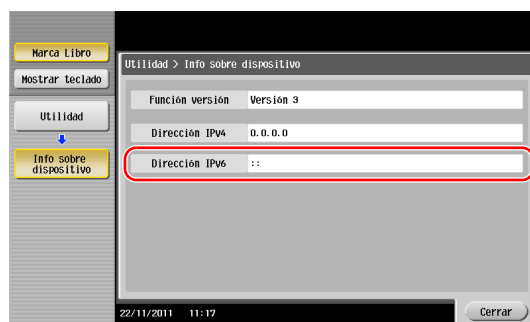 Marca Libro
Mostrar teclado
Utilidad
Info sobre
dispositivo
Utilidad > Info sobre dispositivo
Función versión Versión 3
Dirección IPv4 0.0.0.0
Dirección IPv6 ::
22/11/2011 11:17
Cerrar